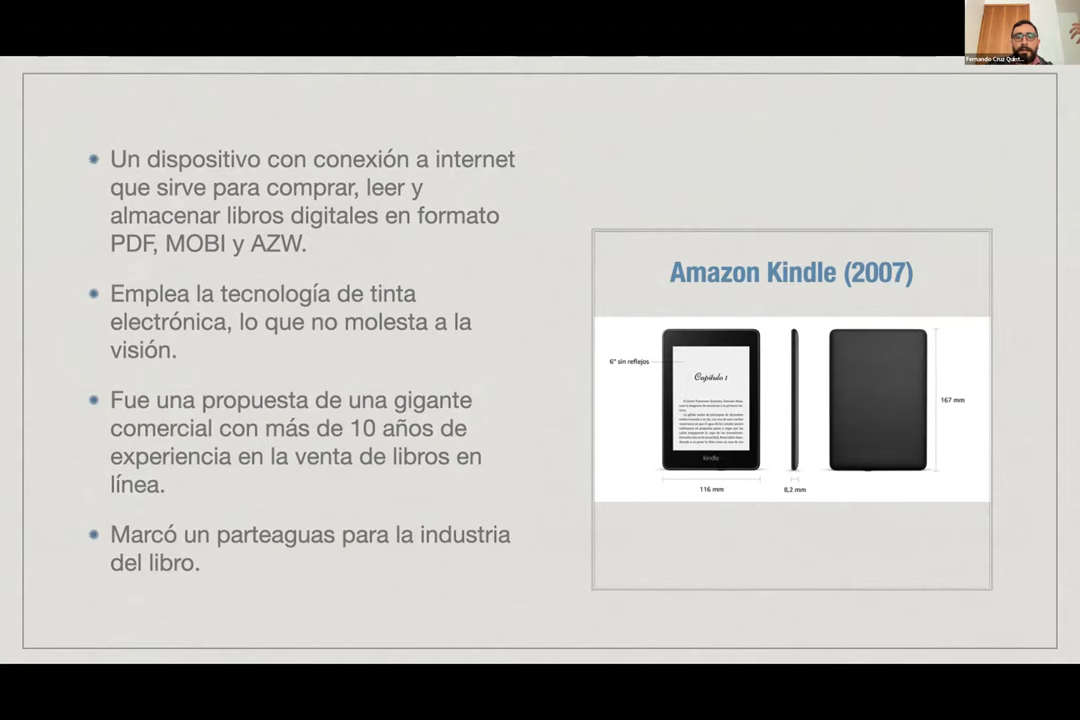 Fernando Cruz Quint...
Un dispositivo con conexión a internet
que sirve para comprar, leer y
almacenar libros digitales en formato
PDF, MOBI y AZW.
Emplea la tecnología de tinta
electrónica, lo que no molesta a la
visión.
Fue una propuesta de una gigante
comercial con más de 10 años de
experiencia en la venta de libros en
línea.
Marcó un parteaguas para la industria
del libro.
Amazon Kindle (2007)
6" sin reflejos
Capítulo 1
kindle
167 mm
116 mm
8,2 mm